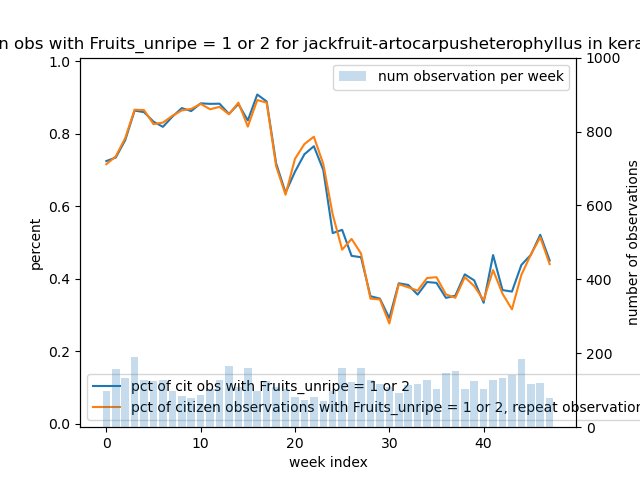 n obs with Fruits_unripe = 1 or 2 for jackfruit-artocarpusheterophyllus in kera
num observation per week
1.0
0.8
0.6
0.4
0.2
0.0
percent
1000
800
600
400
200
0
number of observations
pct of cit obs with Fruits_unripe = 1 or 2
pct of citizen observations with Fruits_unripe = 1 or 2, repeat observation
0
10
20
30
40
week index